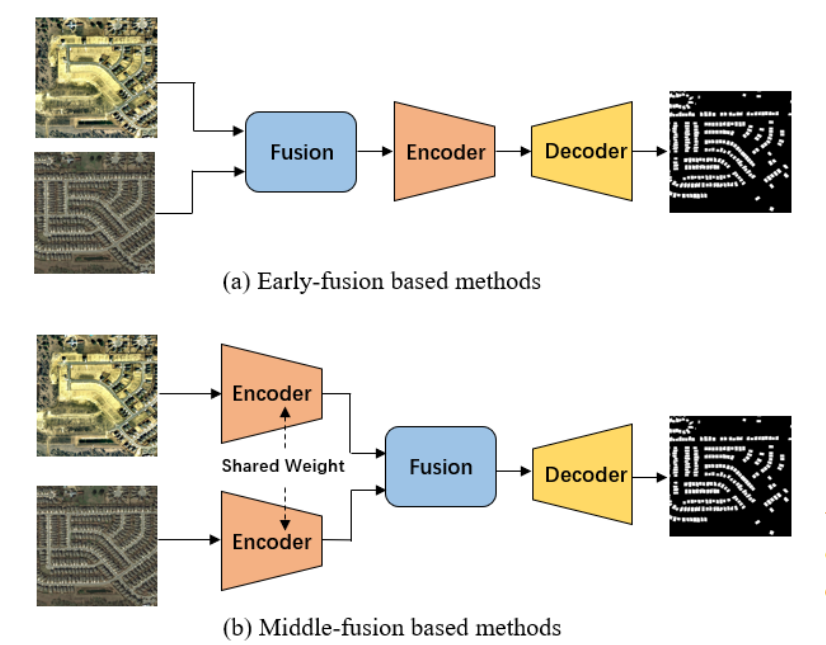 Fusion
Encoder
Decoder
(a) Early-fusion based methods
Encoder
Shared Weight
Fusion
Decoder
Encoder
(b) Middle-fusion based methods